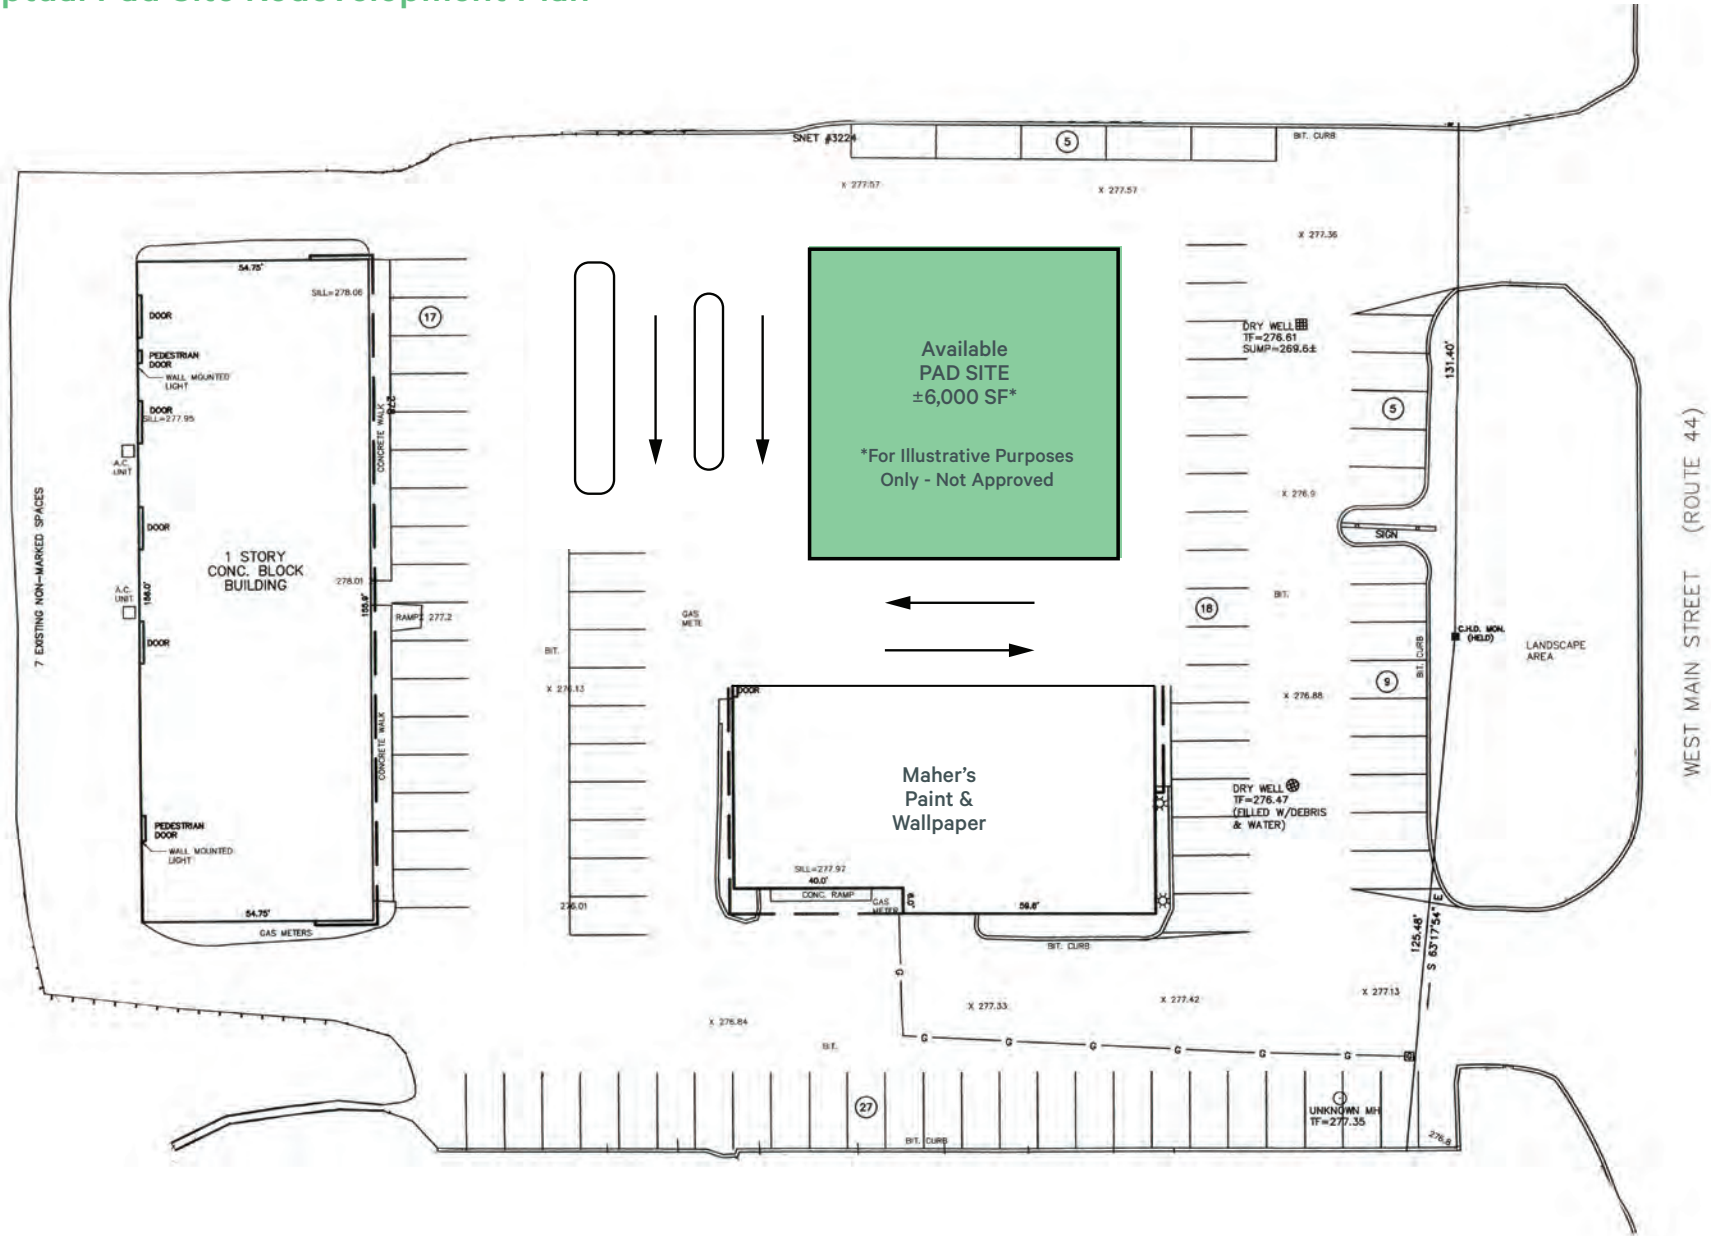 SNET #3224
5
BIT. CURB
X 277.57
X 277.57
X 277.36
54.75'
SILL=278.06
17
DOOR
PEDESTRIAN
DOOR
WALL MOUNTED
LIGHT
DOOR
SILL=277.95
A.C.
UNIT
CONCRETE WALK
Available
PAD SITE
±6,000 SF*
*For Illustrative Purposes
Only - Not Approved
DRY WELL
TF=276.61
SUMP=269.6±
131.40'
5
X 276.9
SIGN
WEST MAIN STREET (ROUTE 44)
7 EXISTING NON-MARKED SPACES
DOOR
1 STORY
CONC. BLOCK
BUILDING
278.01
A.C.
UNIT
156.0'
155.9'
RAMP
277.2
DOOR
GAS
METE
BIT.
X 276.13
18
BIT.
C.H.D. MON.
(HELD)
LANDSCAPE
AREA
BIT. CURB
9
X 276.88
DOOR
CONCRETE WALK
Maher's
Paint &
Wallpaper
DRY WELL
TF=276.47
(FILLED W/DEBRIS
& WATER)
PEDESTRIAN
DOOR
WALL MOUNTED
LIGHT
SILL=277.97
40.0'
CONC. RAMP
GAS
METER
6.0'
59.6'
276.01
54.75'
GAS METERS
BIT. CURB
125.48'
S 63°17'54" E
G
X 277.33
X 277.42
X 277.13
X 276.84
BIT.
G G G G G G
27
UNKNOWN MH
TF=277.35
BIT. CURB
276.8